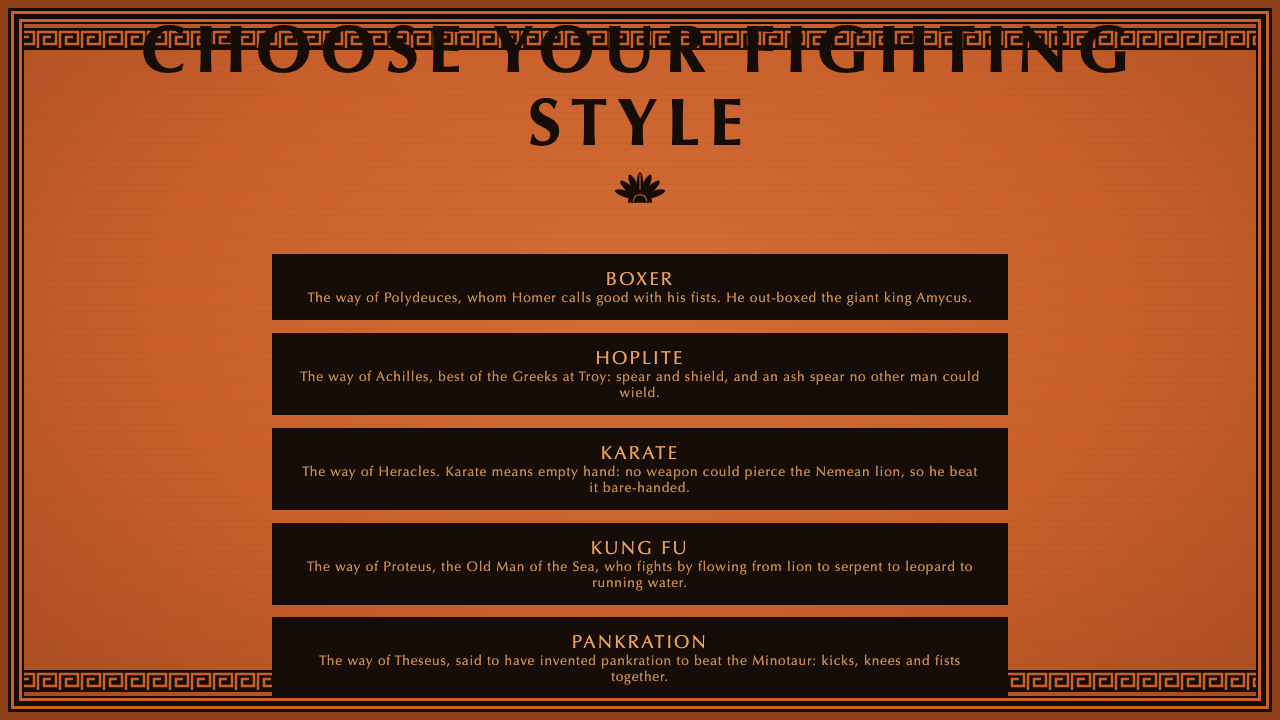 CHOOSE YOUR FIGHTING
STYLE
BOXER
The way of Polydeuces, whom Homer calls good with his fists. He out-boxed the giant king Amycus.
HOPLITE
The way of Achilles, best of the Greeks at Troy: spear and shield, and an ash spear no other man could
wield.
KARATE
The way of Heracles. Karate means empty hand: no weapon could pierce the Nemean lion, so he beat
it bare-handed.
KUNG FU
The way of Proteus, the Old Man of the Sea, who fights by flowing from lion to serpent to leopard to
running water.
PANKRATION
The way of Theseus, said to have invented pankration to beat the Minotaur: kicks, knees and fists
together.